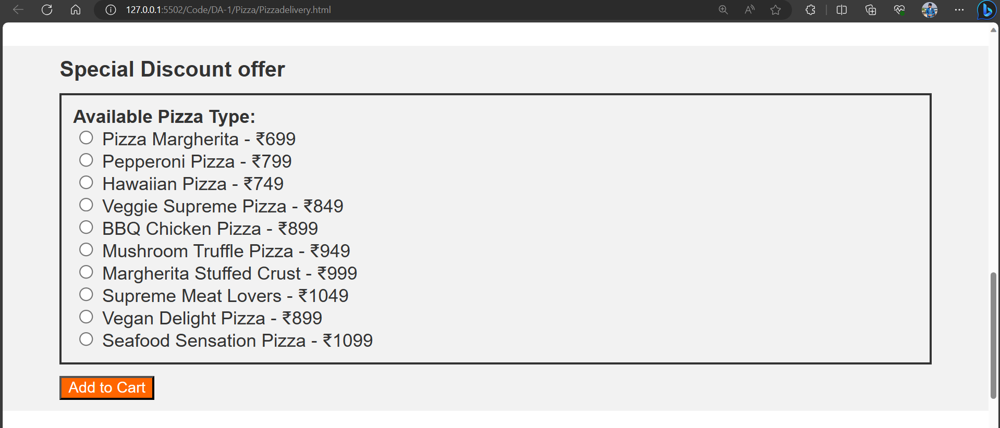 127.0.0.1:5502/Code/DA-1/Pizza/Pizzadelivery.html
Special Discount offer
Available Pizza Type:
Pizza Margherita - ₹699
Pepperoni Pizza - ₹799
Hawaiian Pizza - ₹749
Veggie Supreme Pizza - ₹849
BBQ Chicken Pizza - ₹899
Mushroom Truffle Pizza - ₹949
Margherita Stuffed Crust - ₹999
Supreme Meat Lovers - ₹1049
Vegan Delight Pizza - ₹899
Seafood Sensation Pizza - ₹1099
Add to Cart